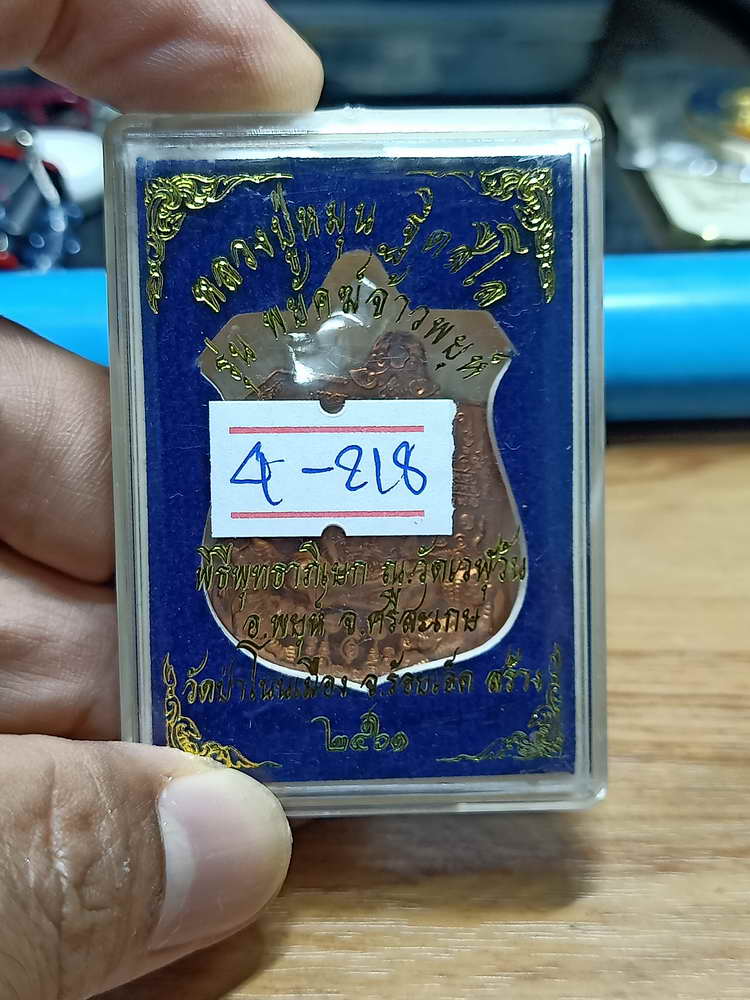 หลวงปู่หมุน ฐิตสีโล
รุ่น พยัคฆ์จ้าวพยุห์
4-218
พิธีพุทธาภิเษก ณ.วัดเวฬุวัน
อ.พยุห์ จ.ศรีสะเกษ
วัดป่าโนนเมือง จ.ร้อยเอ็ด สร้าง
๒๕๖๑